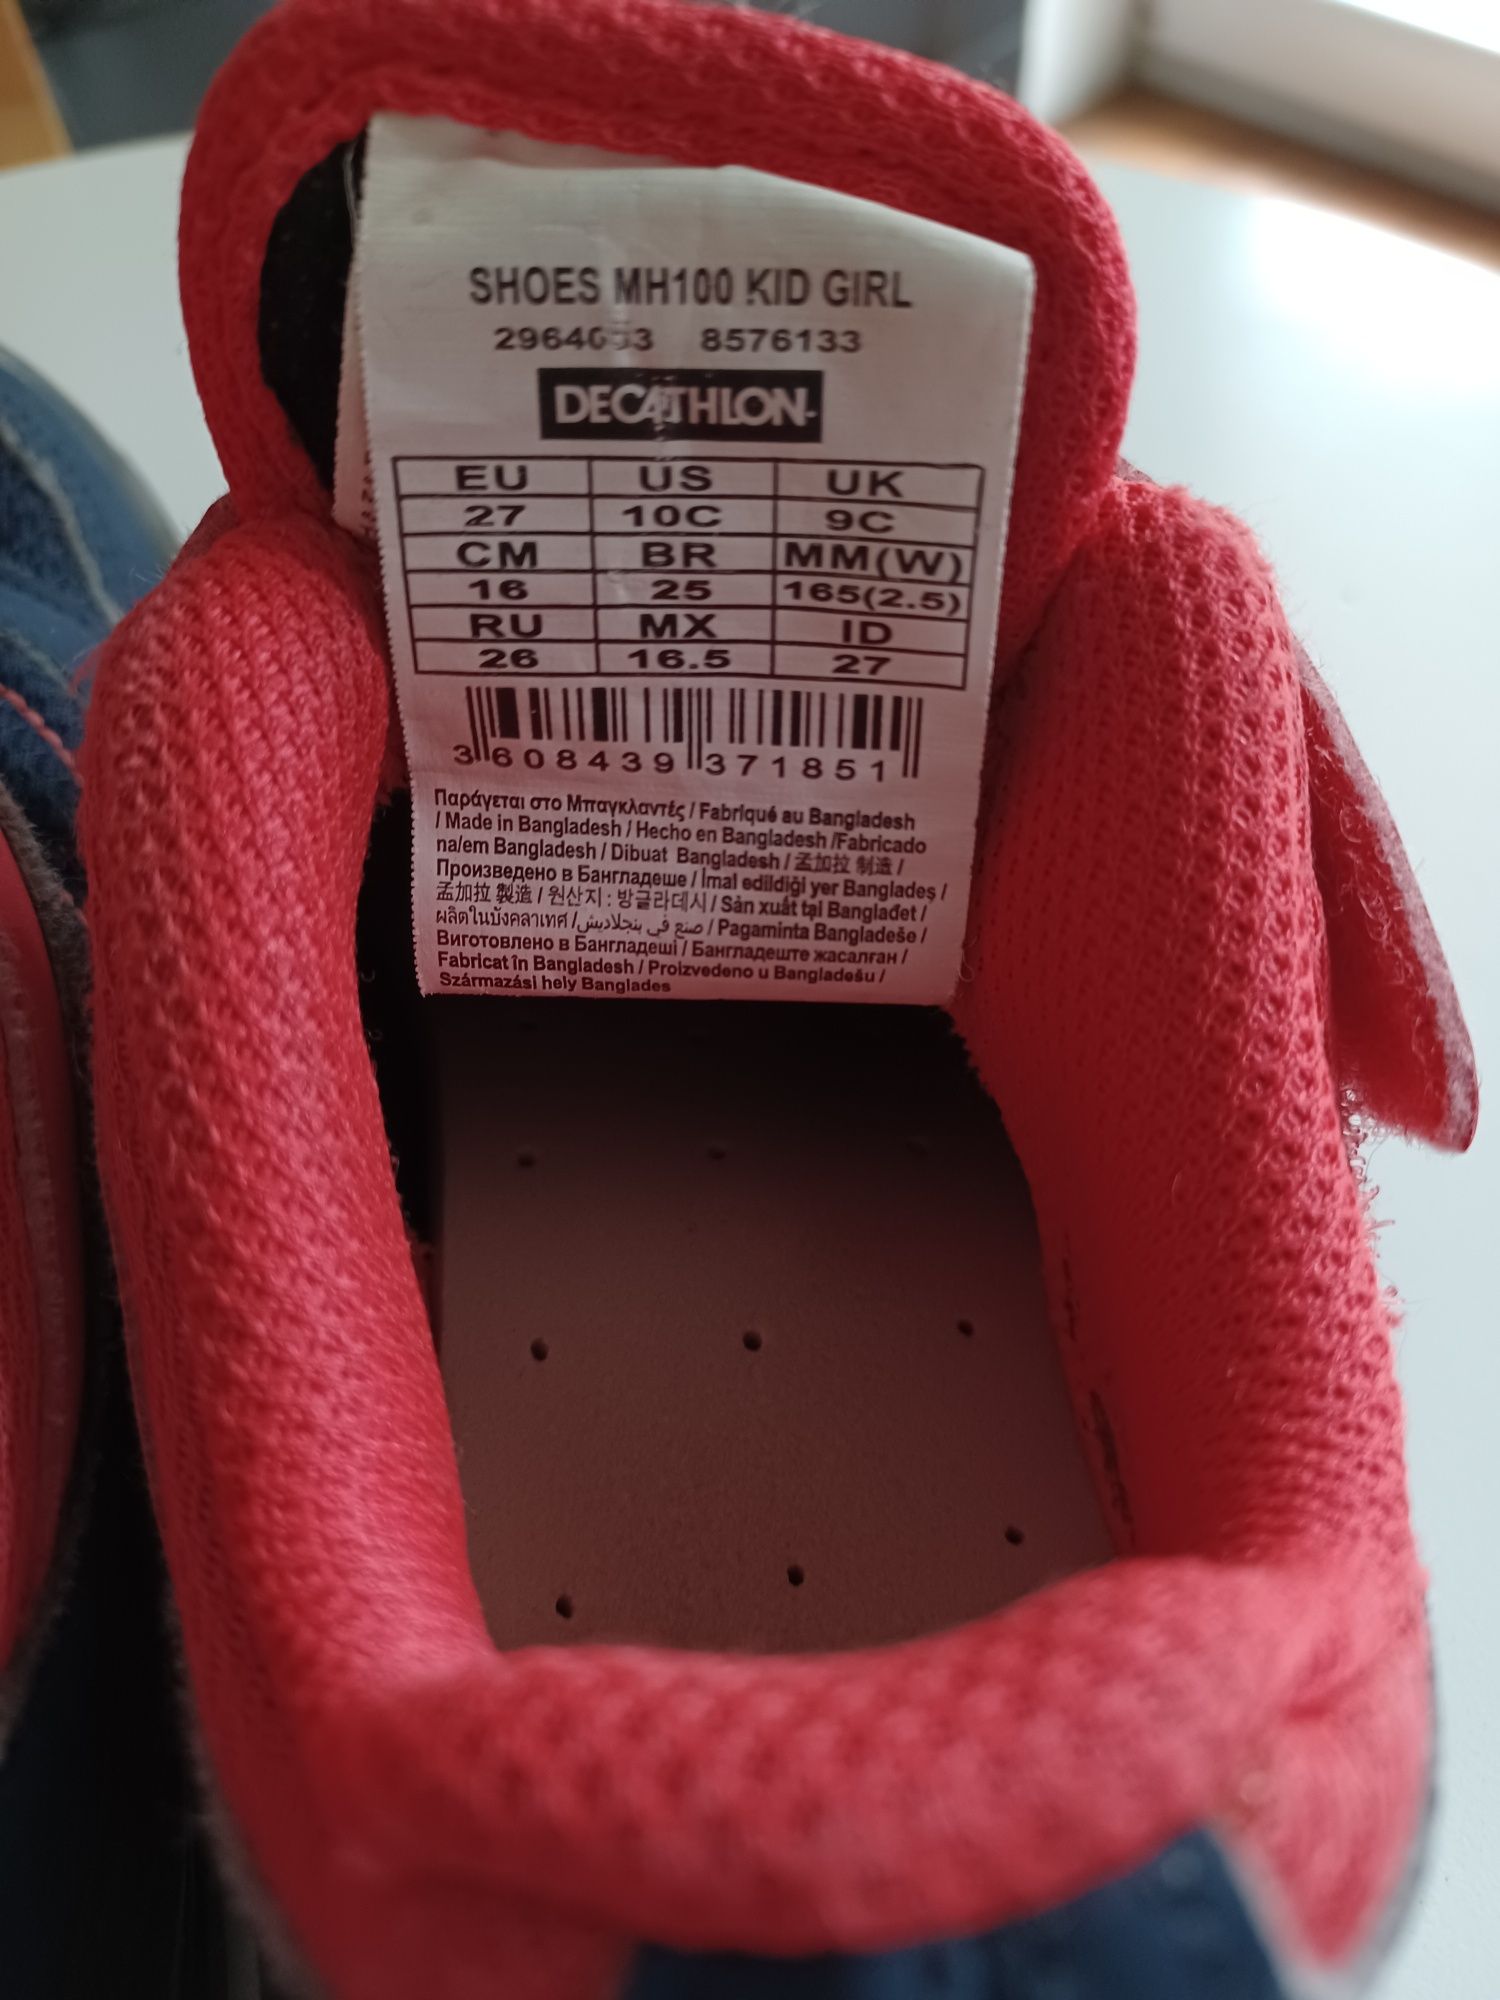 SHOES MH100 KID GIRL
8576133
DECATHLON
EU US UK
27 10C 9C
CM BR MM(W)
16 25 165(2.5)
RU MX ID
26 16.5 27
3 608439 371851
Παράγεται στο Μπαγκλαντές / Fabriqué au Bangladesh
/ Made in Bangladesh / Hecho en Bangladesh /Fabricado
na/em Bangladesh / Dibuat Bangladesh / 孟加拉 制造 /
Произведено в Бангладеше / İmal edildiği yer Bangladeş /
孟加拉 製造 / 원산지 : 방글라데시 / Sản xuất tại Banglađet /
ผลิตในบังคลาเทศ / صنع في بنجلاديش / Pagaminta Bangladeše /
Виготовлено в Бангладеші / Бангладеште жасалған /
Fabricat în Bangladesh / Proizvedeno u Bangladešu /
Származási hely Banglades